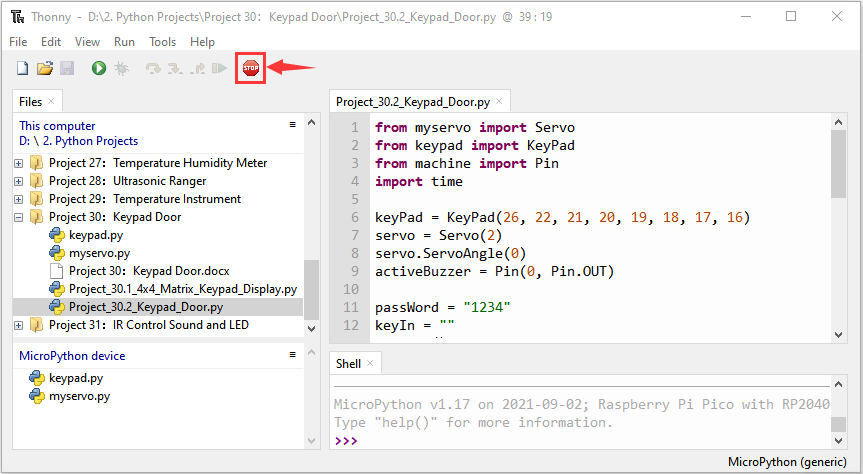 Thonny - D:\2. Python Projects\Project 30：Keypad Door\Project_30.2_Keypad_Door.py @ 39 : 19
File Edit View Run Tools Help
STOP
Files
This computer
D: \ 2. Python Projects
Project 27：Temperature Humidity Meter
Project 28：Ultrasonic Ranger
Project 29：Temperature Instrument
Project 30：Keypad Door
keypad.py
myservo.py
Project 30：Keypad Door.docx
Project_30.1_4x4_Matrix_Keypad_Display.py
Project_30.2_Keypad_Door.py
Project 31：IR Control Sound and LED
MicroPython device
keypad.py
myservo.py
Project_30.2_Keypad_Door.py
1 from myservo import Servo
2 from keypad import KeyPad
3 from machine import Pin
4 import time
5
6 keyPad = KeyPad(26, 22, 21, 20, 19, 18, 17, 16)
7 servo = Servo(2)
8 servo.ServoAngle(0)
9 activeBuzzer = Pin(0, Pin.OUT)
10
11 passWord = "1234"
12 keyIn = ""
Shell
MicroPython v1.17 on 2021-09-02; Raspberry Pi Pico with RP2040
Type "help()" for more information.
>>>
MicroPython (generic)